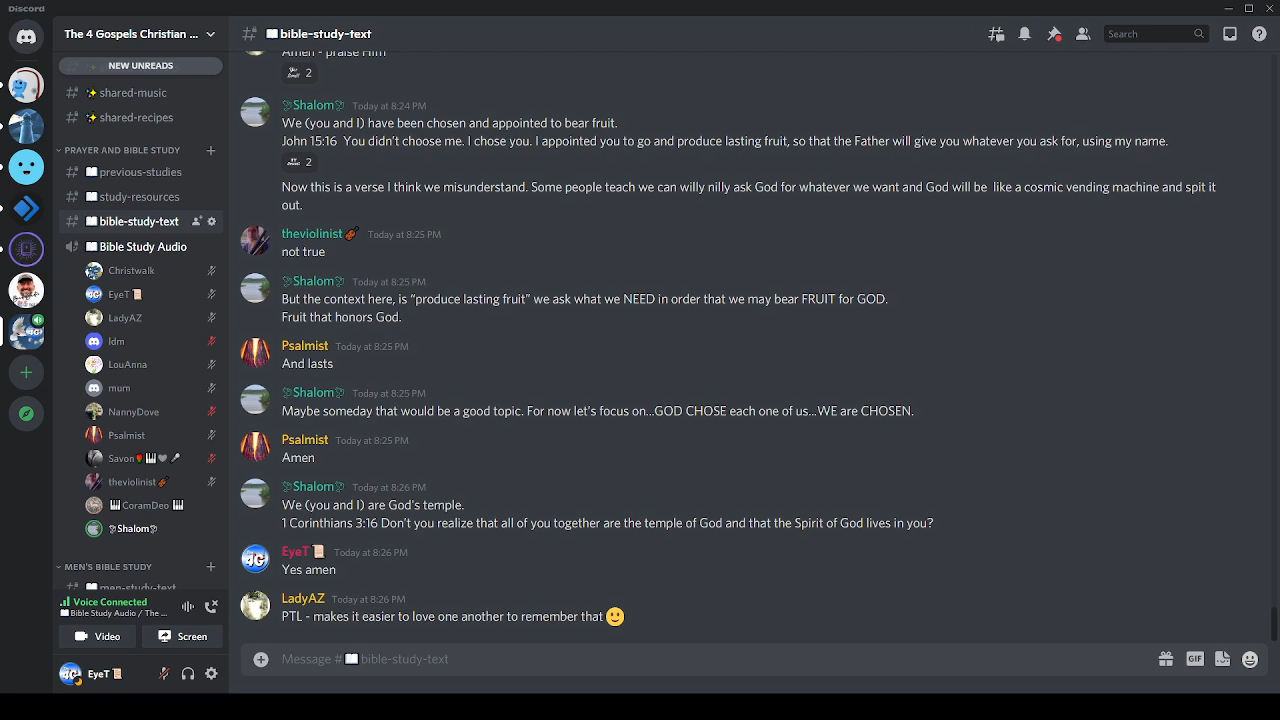 Discord
The 4 Gospels Christian ...
NEW UNREADS
shared-music
shared-recipes
PRAYER AND BIBLE STUDY
previous-studies
study-resources
bible-study-text
Bible Study Audio
Christwalk
EyeT
LadyAZ
ldm
LouAnna
mum
NannyDove
Psalmist
Savon
theviolinist
CoramDeo
Shalom
MEN'S BIBLE STUDY
men-study-text
Voice Connected
Bible Study Audio / The ...
Video
Screen
EyeT
bible-study-text
Search
Amen - praise Him
2
Shalom Today at 8:24 PM
We (you and I) have been chosen and appointed to bear fruit.
John 15:16 You didn't choose me. I chose you. I appointed you to go and produce lasting fruit, so that the Father will give you whatever you ask for, using my name.
2
Now this is a verse I think we misunderstand. Some people teach we can willy nilly ask God for whatever we want and God will be like a cosmic vending machine and spit it
out.
theviolinist Today at 8:25 PM
not true
Shalom Today at 8:25 PM
But the context here, is “produce lasting fruit” we ask what we NEED in order that we may bear FRUIT for GOD.
Fruit that honors God.
Psalmist Today at 8:25 PM
And lasts
Shalom Today at 8:25 PM
Maybe someday that would be a good topic. For now let's focus on...GOD CHOSE each one of us...WE are CHOSEN.
Psalmist Today at 8:25 PM
Amen
Shalom Today at 8:26 PM
We (you and I) are God's temple.
1 Corinthians 3:16 Don't you realize that all of you together are the temple of God and that the Spirit of God lives in you?
EyeT Today at 8:26 PM
Yes amen
LadyAZ Today at 8:26 PM
PTL - makes it easier to love one another to remember that
Message # bible-study-text
GIF